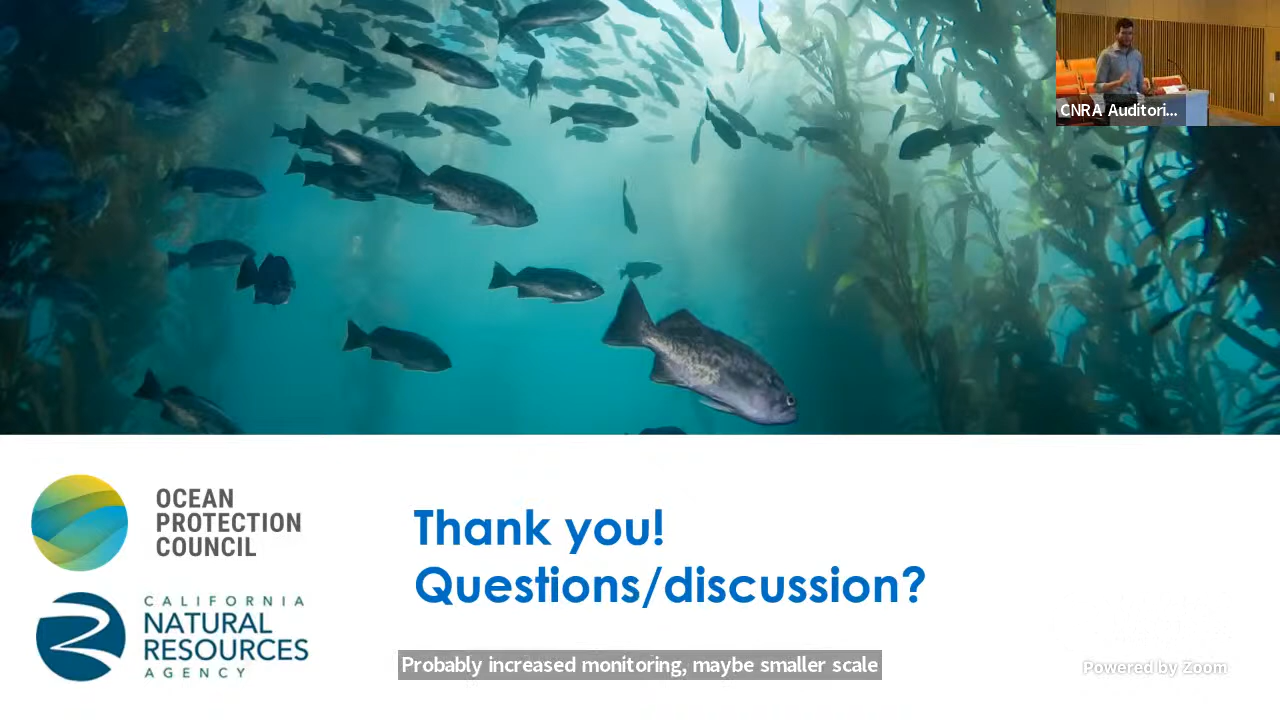 CNRA Auditori...
OCEAN
PROTECTION
COUNCIL
Thank you!
Questions/discussion?
CALIFORNIA
NATURAL
RESOURCES
AGENCY
Probably increased monitoring, maybe smaller scale
Powered by Zoom